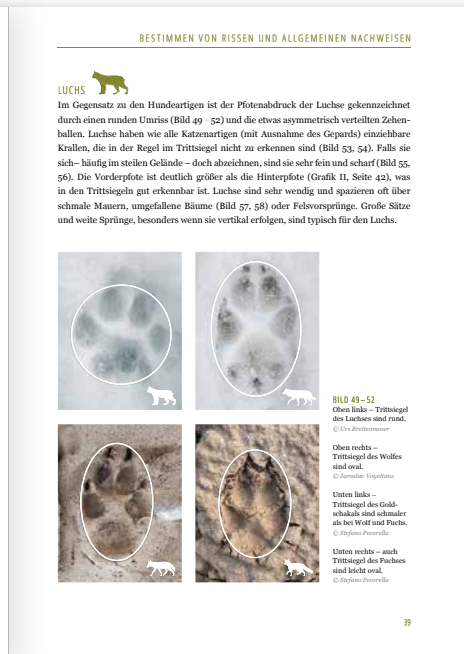 BESTIMMEN VON RISSEN UND ALLGEMEINEN NACHWEISEN
LUCHS
Im Gegensatz zu den Hundeartigen ist der Pfotenabdruck der Luchse gekennzeichnet
durch einen runden Umriss (Bild 49 – 52) und die etwas asymmetrisch verteilten Zehen-
ballen. Luchse haben wie alle Katzenartigen (mit Ausnahme des Gepards) einziehbare
Krallen, die in der Regel im Trittsiegel nicht zu erkennen sind (Bild 53, 54). Falls sie
sich– häufig im steilen Gelände – doch abzeichnen, sind sie sehr fein und scharf (Bild 55,
56). Die Vorderpfote ist deutlich größer als die Hinterpfote (Grafik II, Seite 42), was
in den Trittsiegeln gut erkennbar ist. Luchse sind sehr wendig und spazieren oft über
schmale Mauern, umgefallene Bäume (Bild 57, 58) oder Felsvorsprünge. Große Sätze
und weite Sprünge, besonders wenn sie vertikal erfolgen, sind typisch für den Luchs.
BILD 49–52
Oben links – Trittsiegel
des Luchses sind rund.
© Urs Breitenmoser
Oben rechts –
Trittsiegel des Wolfes
sind oval.
© Jaroslav Vogeltanz
Unten links –
Trittsiegel des Gold-
schakals sind schmaler
als bei Wolf und Fuchs.
© Stefano Pecorella
Unten rechts – auch
Trittsiegel des Fuchses
sind leicht oval.
© Stefano Pecorella
39